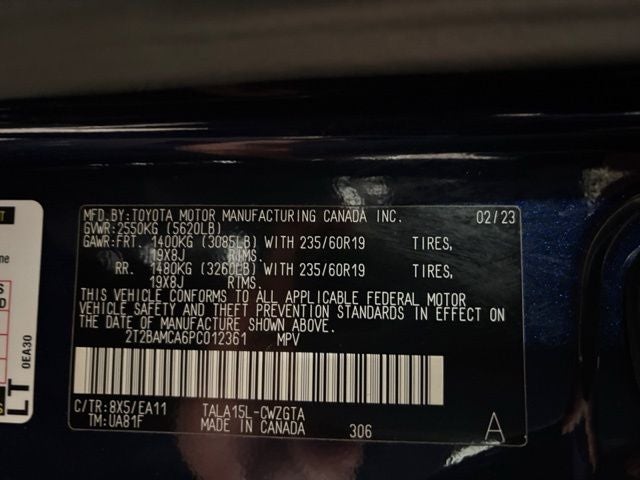 MFD.BY:TOYOTA MOTOR MANUFACTURING CANADA INC. 02/23
GVWR:2550KG (5620LB)
GAWR:FRT. 1400KG (3085LB) WITH 235/60R19 TIRES,
19X8J RIMS.
RR. 1480KG (3260LB) WITH 235/60R19 TIRES,
19X8J RIMS.
THIS VEHICLE CONFORMS TO ALL APPLICABLE FEDERAL MOTOR
VEHICLE SAFETY AND THEFT PREVENTION STANDARDS IN EFFECT ON
THE DATE OF MANUFACTURE SHOWN ABOVE.
2T2BAMCA6PC012361 MPV
C/TR:8X5/EA11 TALA15L-CWZGTA
TM:UA81F MADE IN CANADA 306 A
0EA30
LT